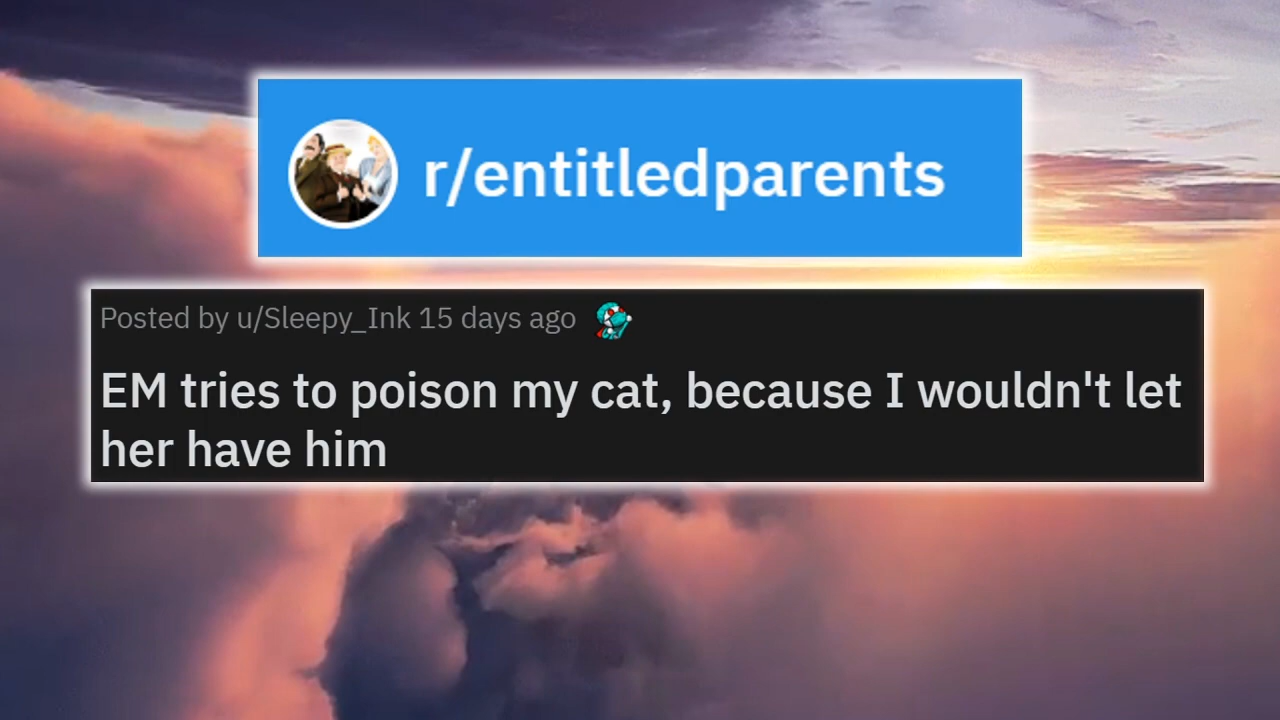 r/entitledparents
Posted by u/Sleepy_Ink 15 days ago
EM tries to poison my cat, because I wouldn't let
her have him